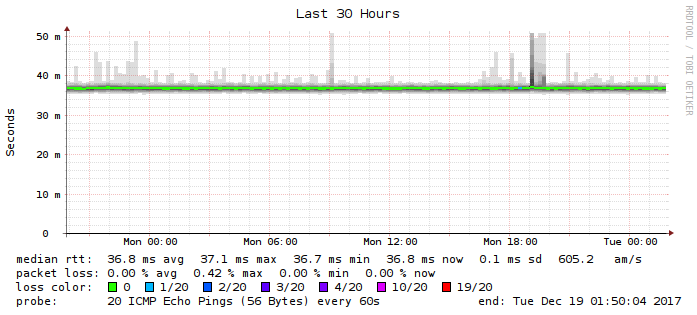 Last 30 Hours
RRDTOOL / TOBI OETIKER
Seconds
50 m
40 m
30 m
20 m
10 m
0
Mon 00:00 Mon 06:00 Mon 12:00 Mon 18:00 Tue 00:00
median rtt: 36.8 ms avg 37.1 ms max 36.7 ms min 36.8 ms now 0.1 ms sd 605.2 am/s
packet loss: 0.00 % avg 0.42 % max 0.00 % min 0.00 % now
loss color: 0 1/20 2/20 3/20 4/20 10/20 19/20
probe: 20 ICMP Echo Pings (56 Bytes) every 60s end: Tue Dec 19 01:50:04 2017